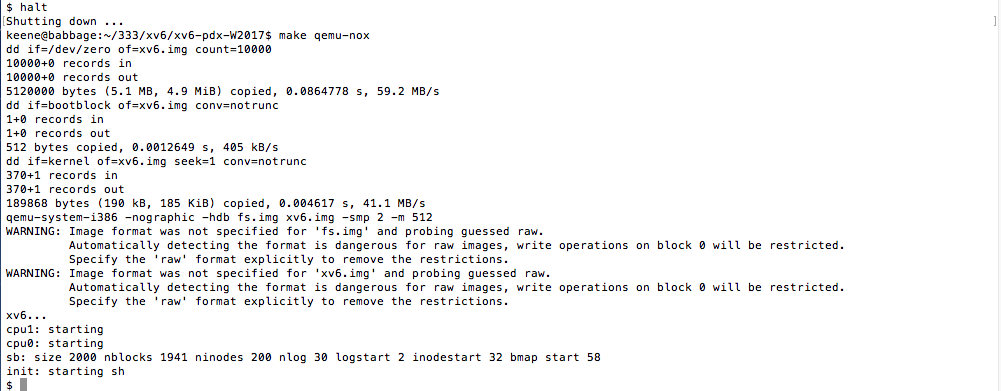 $ halt
Shutting down ...
keene@babbage:~/333/xv6/xv6-pdx-W2017$ make qemu-nox
dd if=/dev/zero of=xv6.img count=10000
10000+0 records in
10000+0 records out
5120000 bytes (5.1 MB, 4.9 MiB) copied, 0.0864778 s, 59.2 MB/s
dd if=bootblock of=xv6.img conv=notrunc
1+0 records in
1+0 records out
512 bytes copied, 0.0012649 s, 405 kB/s
dd if=kernel of=xv6.img seek=1 conv=notrunc
370+1 records in
370+1 records out
189868 bytes (190 kB, 185 KiB) copied, 0.004617 s, 41.1 MB/s
qemu-system-i386 -nographic -hdb fs.img xv6.img -smp 2 -m 512
WARNING: Image format was not specified for 'fs.img' and probing guessed raw.
         Automatically detecting the format is dangerous for raw images, write operations on block 0 will be restricted.
         Specify the 'raw' format explicitly to remove the restrictions.
WARNING: Image format was not specified for 'xv6.img' and probing guessed raw.
         Automatically detecting the format is dangerous for raw images, write operations on block 0 will be restricted.
         Specify the 'raw' format explicitly to remove the restrictions.
xv6...
cpu1: starting
cpu0: starting
sb: size 2000 nblocks 1941 ninodes 200 nlog 30 logstart 2 inodestart 32 bmap start 58
init: starting sh
$